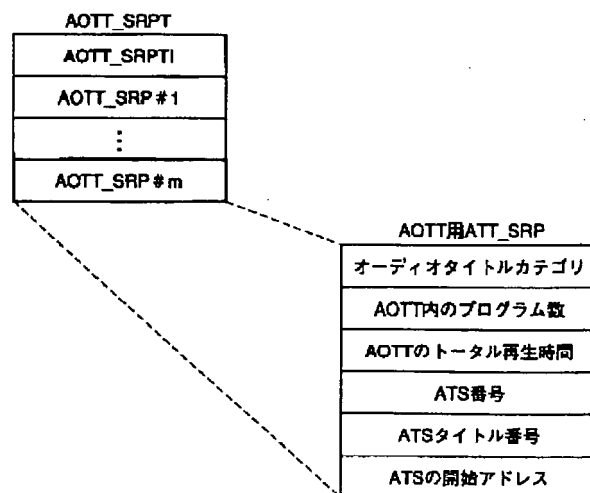 AOTT_SRPT
AOTT_SRPTI
AOTT_SRP#1
⋮
AOTT_SRP#m
AOTT用ATT_SRP
オーディオタイトルカテゴリ
AOTT内のプログラム数
AOTTのトータル再生時間
ATS番号
ATSタイトル番号
ATSの開始アドレス